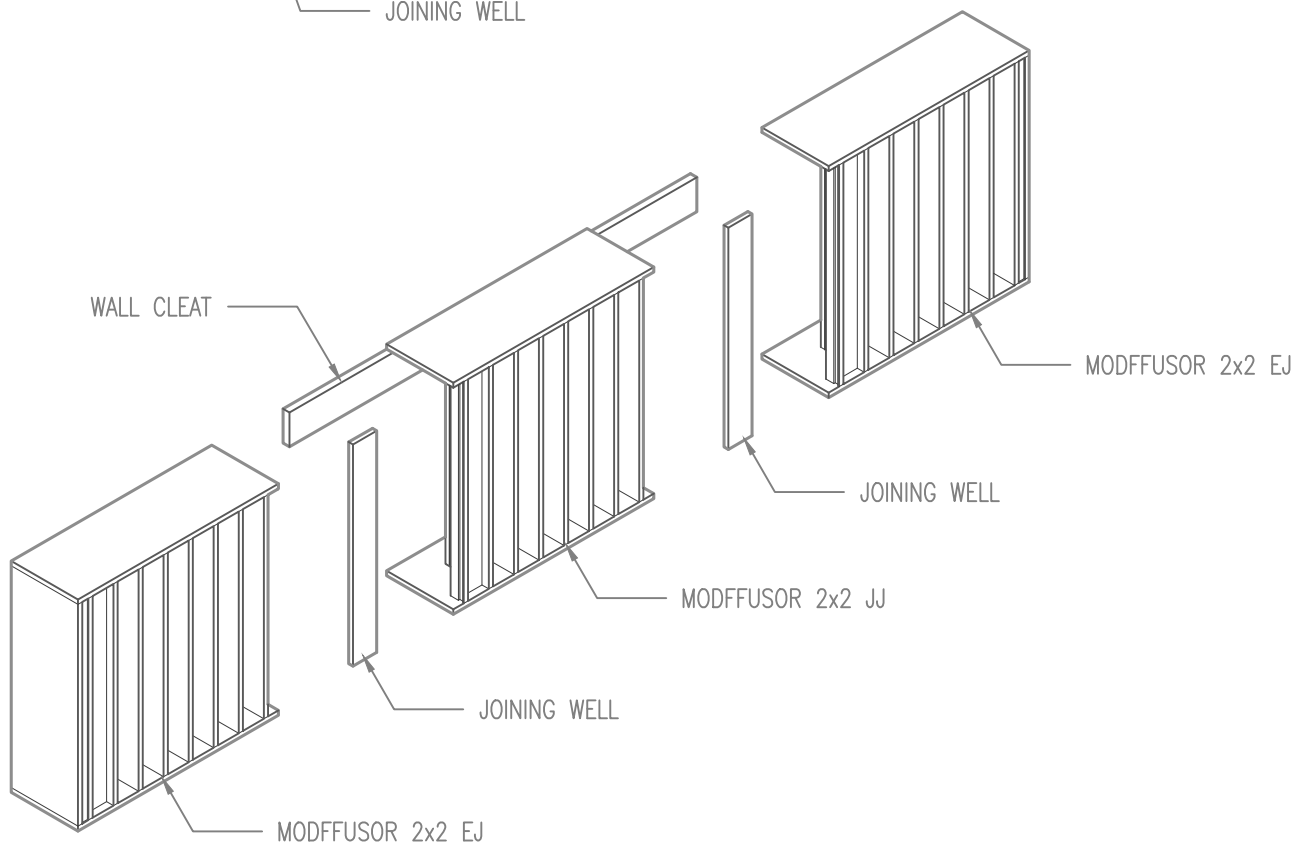 JOINING WELL
WALL CLEAT
MODFFUSOR 2x2 EJ
JOINING WELL
MODFFUSOR 2x2 JJ
JOINING WELL
MODFFUSOR 2x2 EJ